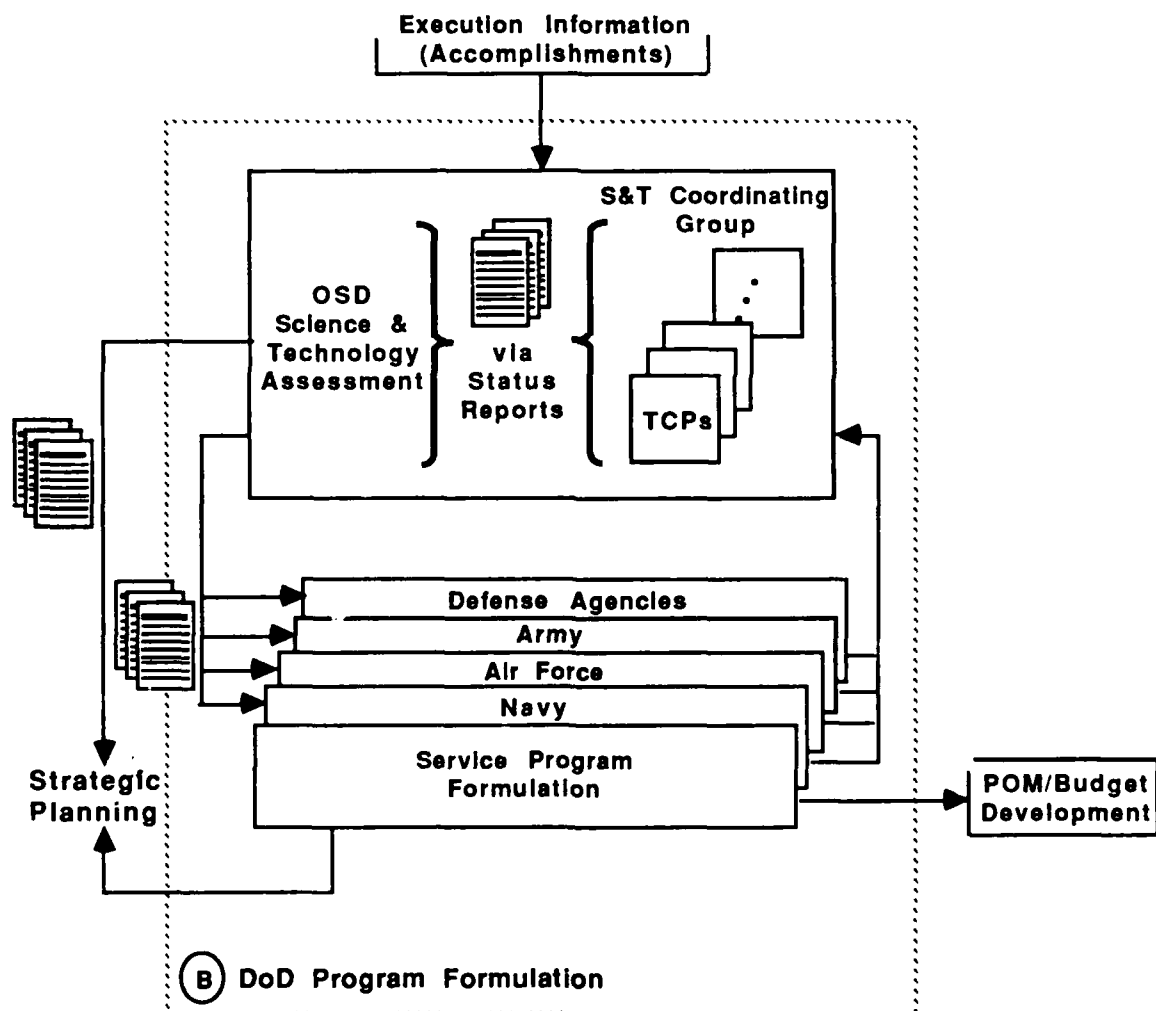 Execution Information
(Accomplishments)
S&T Coordinating
Group
OSD
Science &
Technology
Assessment
via
Status
Reports
TCPs
Defense Agencies
Army
Air Force
Navy
Service Program
Formulation
Strategic
Planning
POM/Budget
Development
B DoD Program Formulation